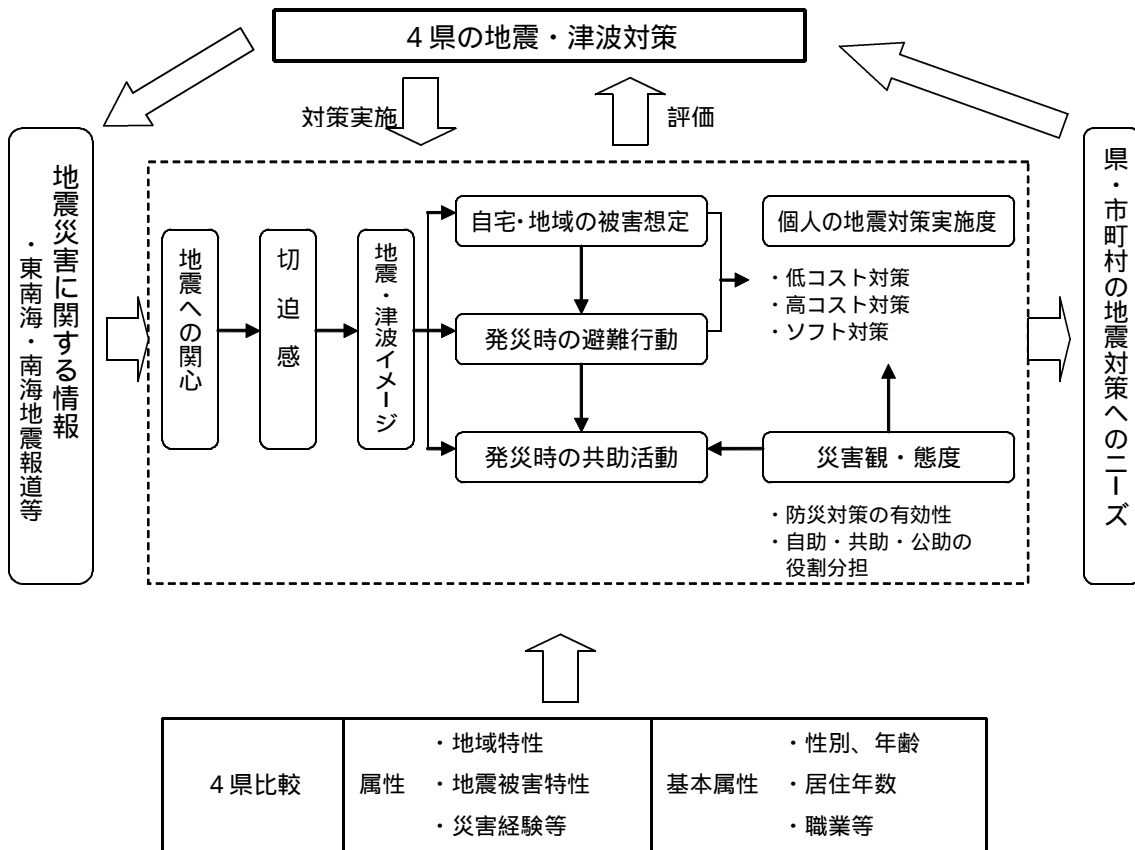 ４県の地震・津波対策
対策実施
評価
地震災害に関する情報
・東南海・南海地震報道等
地震への関心
切迫感
地震・津波イメージ
自宅・地域の被害想定
発災時の避難行動
発災時の共助活動
個人の地震対策実施度
・低コスト対策
・高コスト対策
・ソフト対策
災害観・態度
・防災対策の有効性
・自助・共助・公助の
役割分担
県・市町村の地震対策へのニーズ
４県比較
属性
・地域特性
・地震被害特性
・災害経験等
基本属性
・性別、年齢
・居住年数
・職業等